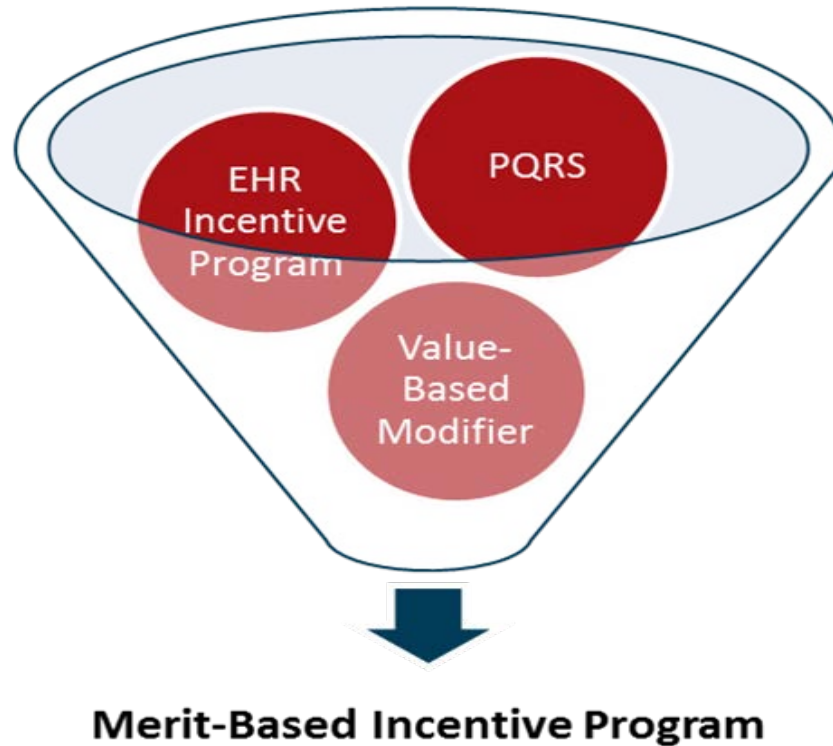 EHR
Incentive
Program
PQRS
Value-
Based
Modifier
Merit-Based Incentive Program